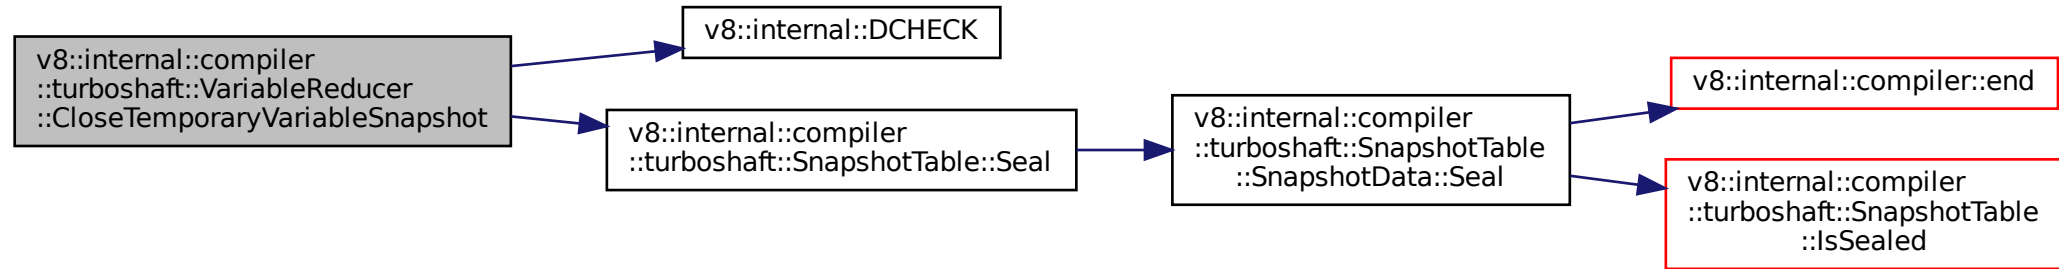 v8::internal::compiler
::turboshaft::VariableReducer
::CloseTemporaryVariableSnapshot
v8::internal::DCHECK
v8::internal::compiler
::turboshaft::SnapshotTable::Seal
v8::internal::compiler
::turboshaft::SnapshotTable
::SnapshotData::Seal
v8::internal::compiler::end
v8::internal::compiler
::turboshaft::SnapshotTable
::IsSealed